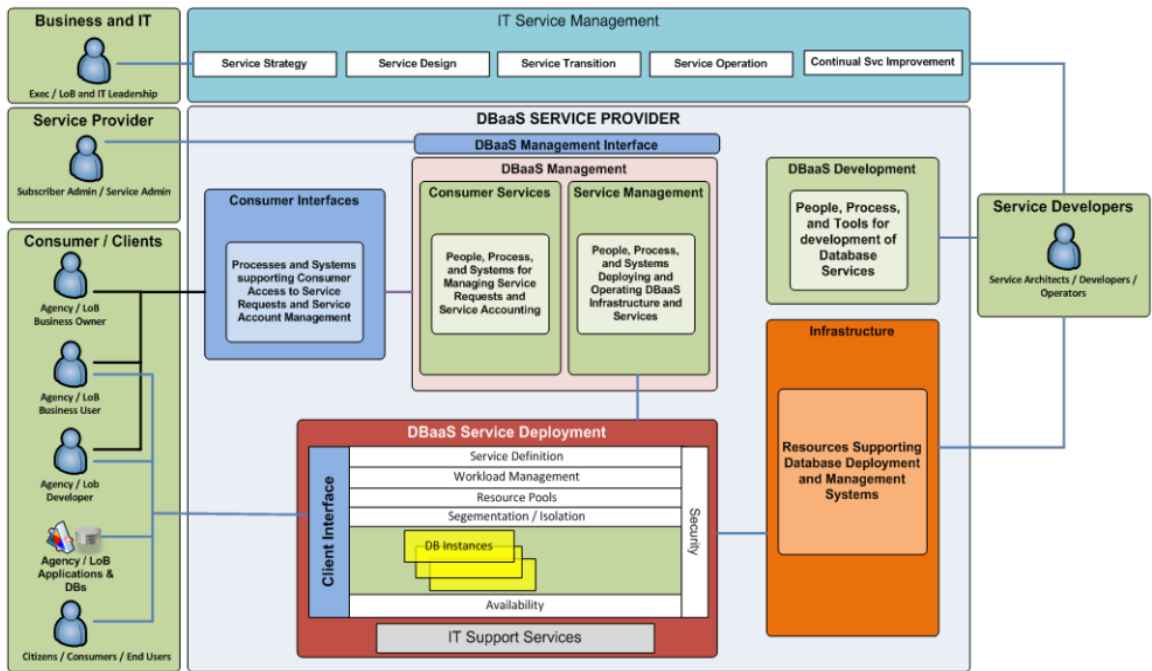 Business and IT
Exec / LoB and IT Leadership
IT Service Management
Service Strategy
Service Design
Service Transition
Service Operation
Continual Svc Improvement
Service Provider
Subscriber Admin / Service Admin
DBaaS SERVICE PROVIDER
DBaaS Management Interface
DBaaS Management
Consumer Services
People, Process,
and Systems for
Managing Service
Requests and
Service Accounting
Service Management
People, Process,
and Systems
Deploying and
Operating DBaaS
Infrastructure and
Services
Consumer Interfaces
Processes and Systems
supporting Consumer
Access to Service
Requests and Service
Account Management
DBaaS Development
People, Process,
and Tools for
development of
Database
Services
Service Developers
Service Architects / Developers /
Operators
Consumer / Clients
Agency / LoB
Business Owner
Agency / LoB
Business User
Agency / Lob
Developer
Agency / LoB
Applications &
DBs
Citizens / Consumers / End Users
DBaaS Service Deployment
Client Interface
Service Definition
Workload Management
Resource Pools
Segementation / Isolation
DB Instances
Availability
Security
IT Support Services
Infrastructure
Resources Supporting
Database Deployment
and Management
Systems